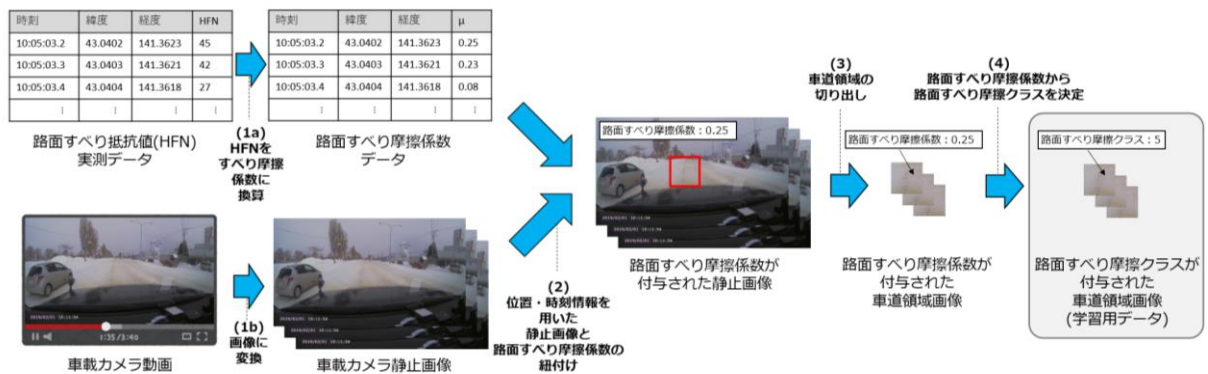 時刻 緯度 経度 HFN
10:05:03.2 43.0402 141.3623 45
10:05:03.3 43.0403 141.3621 42
10:05:03.4 43.0404 141.3618 27
路面すべり抵抗値(HFN)
実測データ
(1a)
HFNを
すべり摩擦
係数に
換算
時刻 緯度 経度 μ
10:05:03.2 43.0402 141.3623 0.25
10:05:03.3 43.0403 141.3621 0.23
10:05:03.4 43.0404 141.3618 0.08
路面すべり摩擦係数
データ
1:35/3:40
車載カメラ動画
(1b)
画像に
変換
車載カメラ静止画像
(2)
位置・時刻情報を
用いた
静止画像と
路面すべり摩擦係数の
紐付け
路面すべり摩擦係数:0.25
路面すべり摩擦係数が
付与された静止画像
(3)
車道領域の
切り出し
路面すべり摩擦係数:0.25
路面すべり摩擦係数が
付与された
車道領域画像
(4)
路面すべり摩擦係数から
路面すべり摩擦クラスを決定
路面すべり摩擦クラス:5
路面すべり摩擦クラスが
付与された
車道領域画像
(学習用データ)